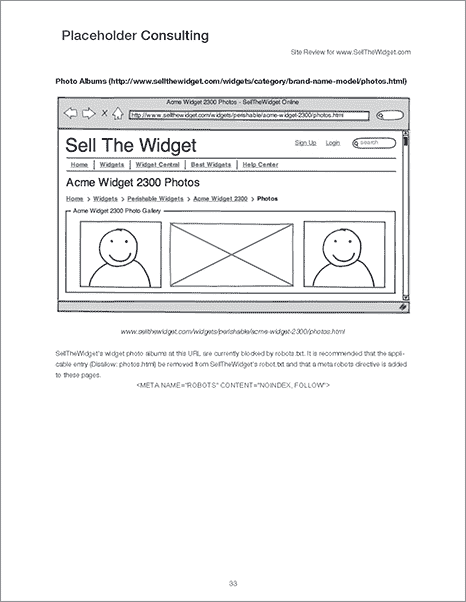 Placeholder Consulting
Site Review for www.SellTheWidget.com
Photo Albums (http://www.sellthewidget.com/widgets/category/brand-name-model/photos.html)
Acme Widget 2300 Photos - SellTheWidget Online
http://www.sellthewidget.com/widgets/perishable/acme-widget-2300/photos.html
Sell The Widget
Sign Up Login search
Home Widgets Widget Central Best Widgets Help Center
Acme Widget 2300 Photos
Home > Widgets > Perishable Widgets > Acme Widget 2300 > Photos
Acme Widget 2300 Photo Gallery
www.sellthewidget.com/widgets/perishable/acme-widget-2300/photos.html
SellTheWidget's widget photo albums at this URL are currently blocked by robots.txt. It is recommended that the appli-
cable entry (Disallow: photos.html) be removed from SellTheWidget's robot.txt and that a meta robots directive is added
to these pages.
<META NAME="ROBOTS" CONTENT="NOINDEX, FOLLOW">
33